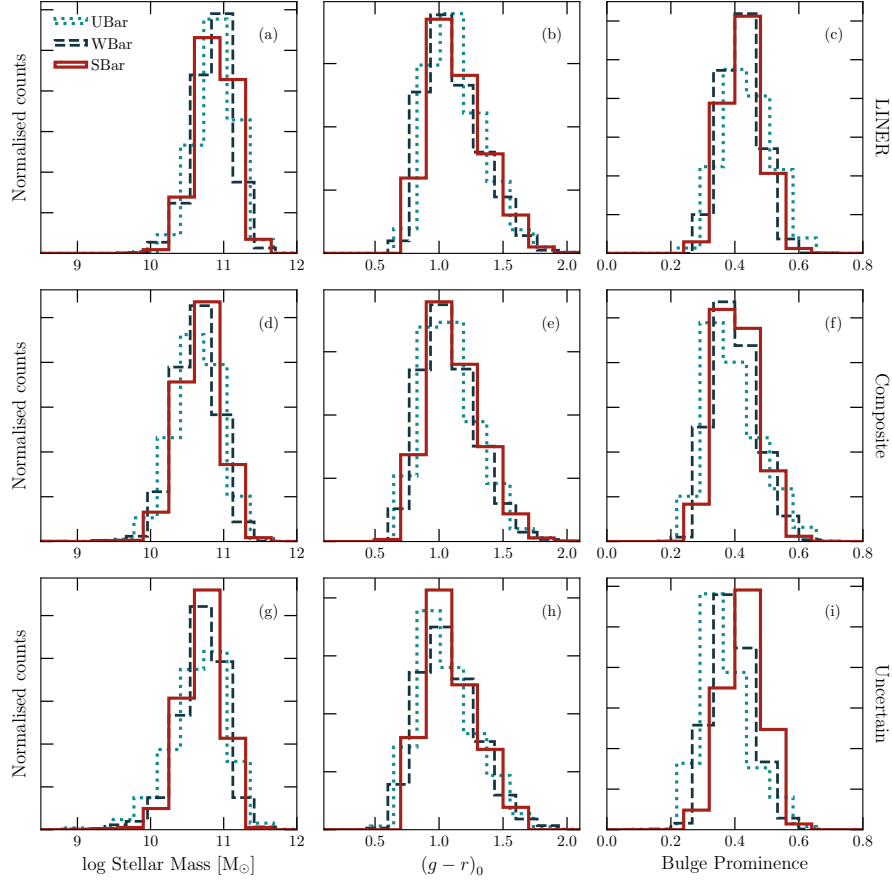 UBar
WBar
SBar
(a)
(b)
(c)
Normalised counts
LINER
9 10 11 12
0.5 1.0 1.5 2.0
0.0 0.2 0.4 0.6 0.8
(d)
(e)
(f)
Normalised counts
Composite
9 10 11 12
0.5 1.0 1.5 2.0
0.0 0.2 0.4 0.6 0.8
(g)
(h)
(i)
Normalised counts
Uncertain
9 10 11 12
0.5 1.0 1.5 2.0
0.0 0.2 0.4 0.6 0.8
log Stellar Mass [M⊙]
(g − r)₀
Bulge Prominence